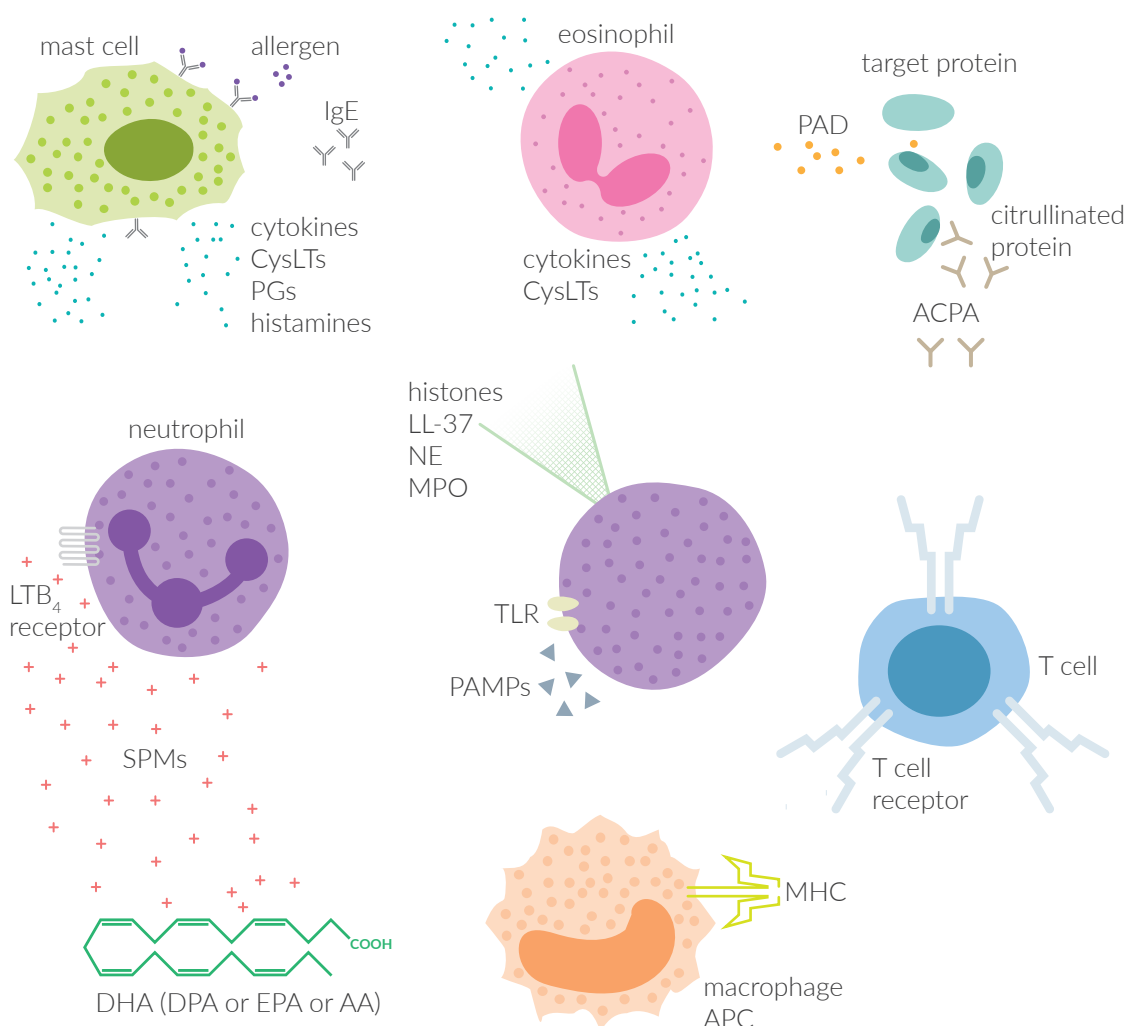 mast cell
allergen
IgE
cytokines
CysLTs
PGs
histamines
eosinophil
cytokines
CysLTs
target protein
PAD
citrullinated
protein
ACPA
neutrophil
LTB4
receptor
SPMs
COOH
DHA (DPA or EPA or AA)
histones
LL-37
NE
MPO
TLR
PAMPs
T cell
T cell
receptor
MHC
macrophage
APC